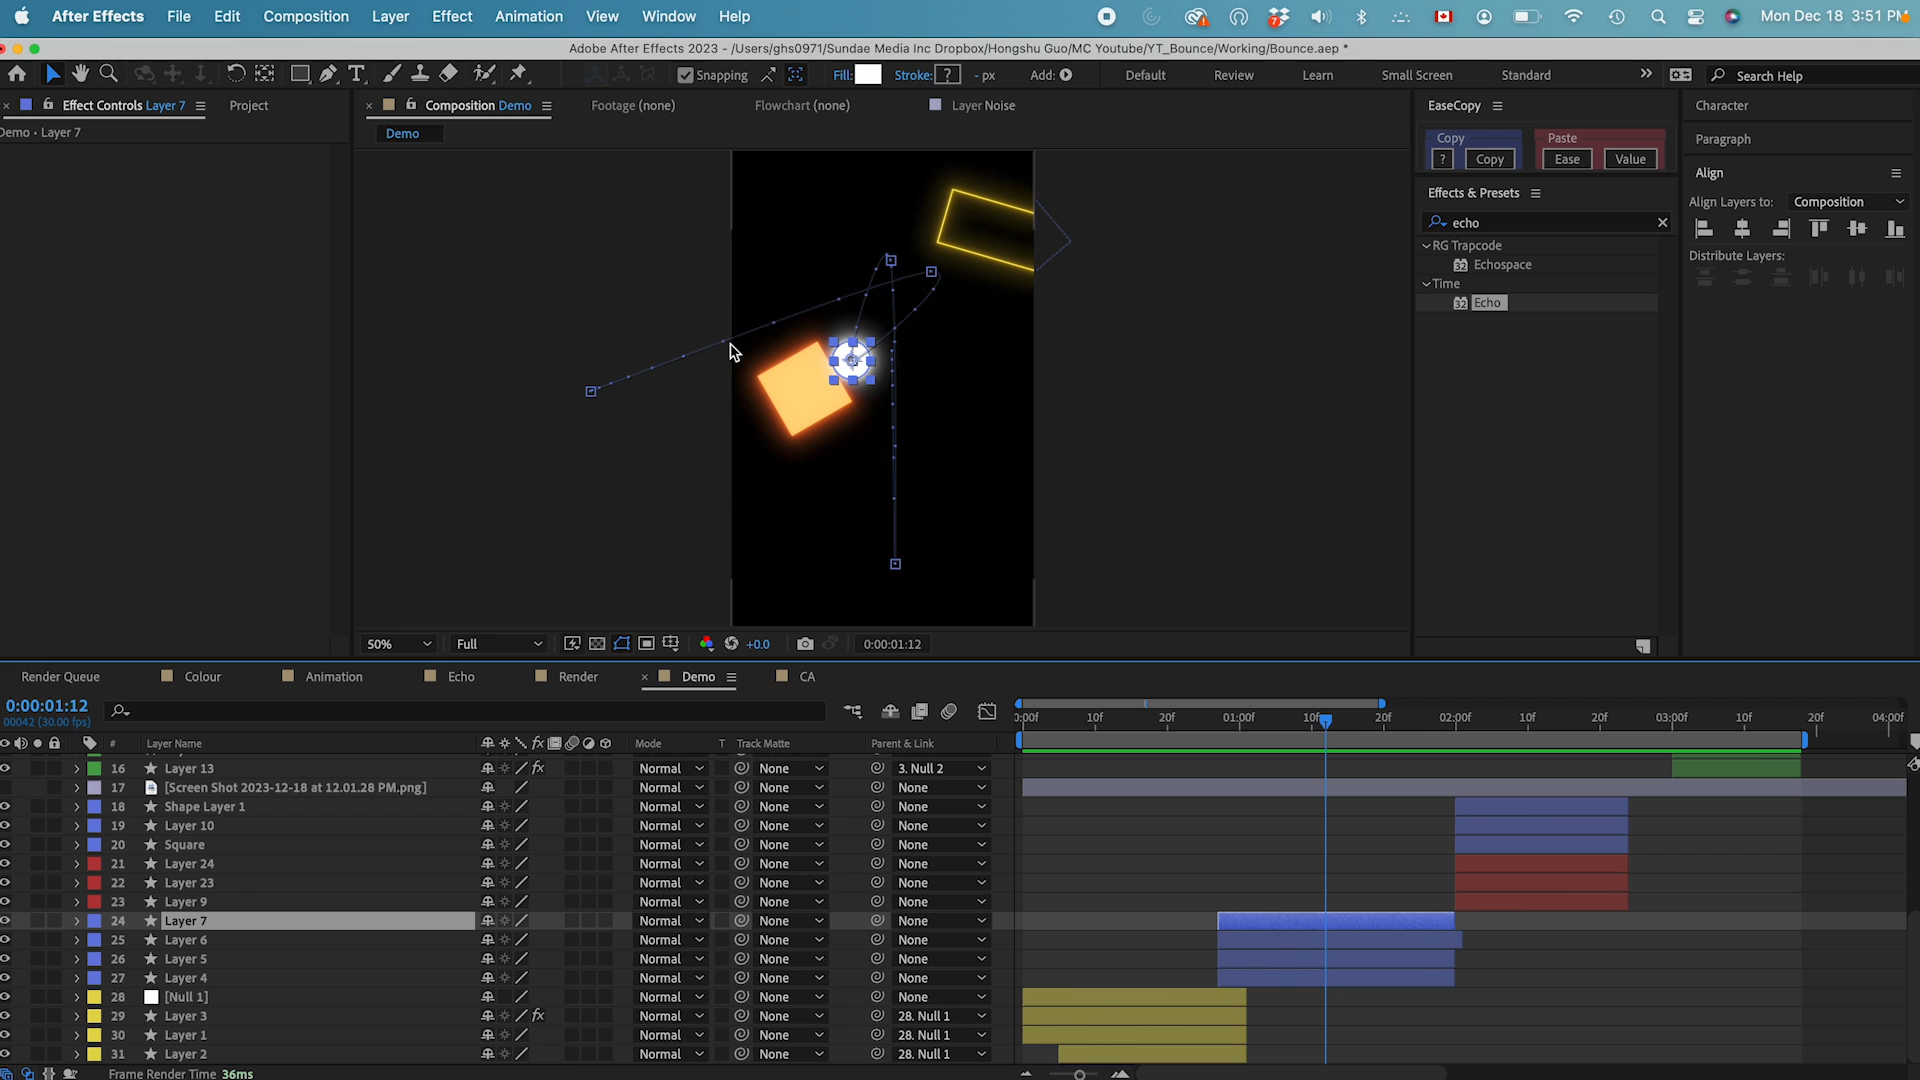 After Effects File Edit Composition Layer Effect Animation View Window Help 7 Mon Dec 18 3:51 PM
Adobe After Effects 2023 - /Users/ghs0971/Sundae Media Inc Dropbox/Hongshu Guo/MC Youtube/YT_Bounce/Working/Bounce.aep *
Snapping Fill: Stroke: ? - px Add: Default Review Learn Small Screen Standard Search Help
Effect Controls Layer 7 Project Composition Demo Footage (none) Flowchart (none) Layer Noise EaseCopy Character
Demo • Layer 7
Demo
Copy Paste
? Copy Ease Value
Paragraph
Align
Effects & Presets
Align Layers to: Composition
echo
RG Trapcode
32 Echospace
Distribute Layers:
Time
32 Echo
50% Full +0.0 0:00:01:12
Render Queue Colour Animation Echo Render Demo CA
0:00:01:12
00042 (30.00 fps)
0:00f 10f 20f 01:00f 10f 20f 02:00f 10f 20f 03:00f 10f 20f 04:00f
# Layer Name fx Mode T Track Matte Parent & Link
16 Layer 13 fx Normal None 3. Null 2
17 [Screen Shot 2023-12-18 at 12.01.28 PM.png] Normal None None
18 Shape Layer 1 Normal None None
19 Layer 10 Normal None None
20 Square Normal None None
21 Layer 24 Normal None None
22 Layer 23 Normal None None
23 Layer 9 Normal None None
24 Layer 7 Normal None None
25 Layer 6 Normal None None
26 Layer 5 Normal None None
27 Layer 4 Normal None None
28 [Null 1] Normal None None
29 Layer 3 fx Normal None 28. Null 1
30 Layer 1 Normal None 28. Null 1
31 Layer 2 Normal None 28. Null 1
Frame Render Time 36ms